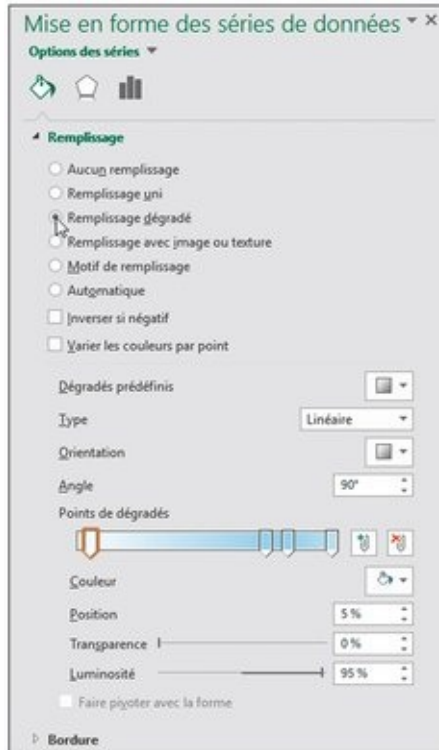 Mise en forme des séries de données
Options des séries
Remplissage
Aucun remplissage
Remplissage uni
Remplissage dégradé
Remplissage avec image ou texture
Motif de remplissage
Automatique
Inverser si négatif
Varier les couleurs par point
Dégradés prédéfinis
Type Linéaire
Orientation
Angle 90°
Points de dégradés
Couleur
Position 5 %
Transparence 0 %
Luminosité 95 %
Faire pivoter avec la forme
Bordure